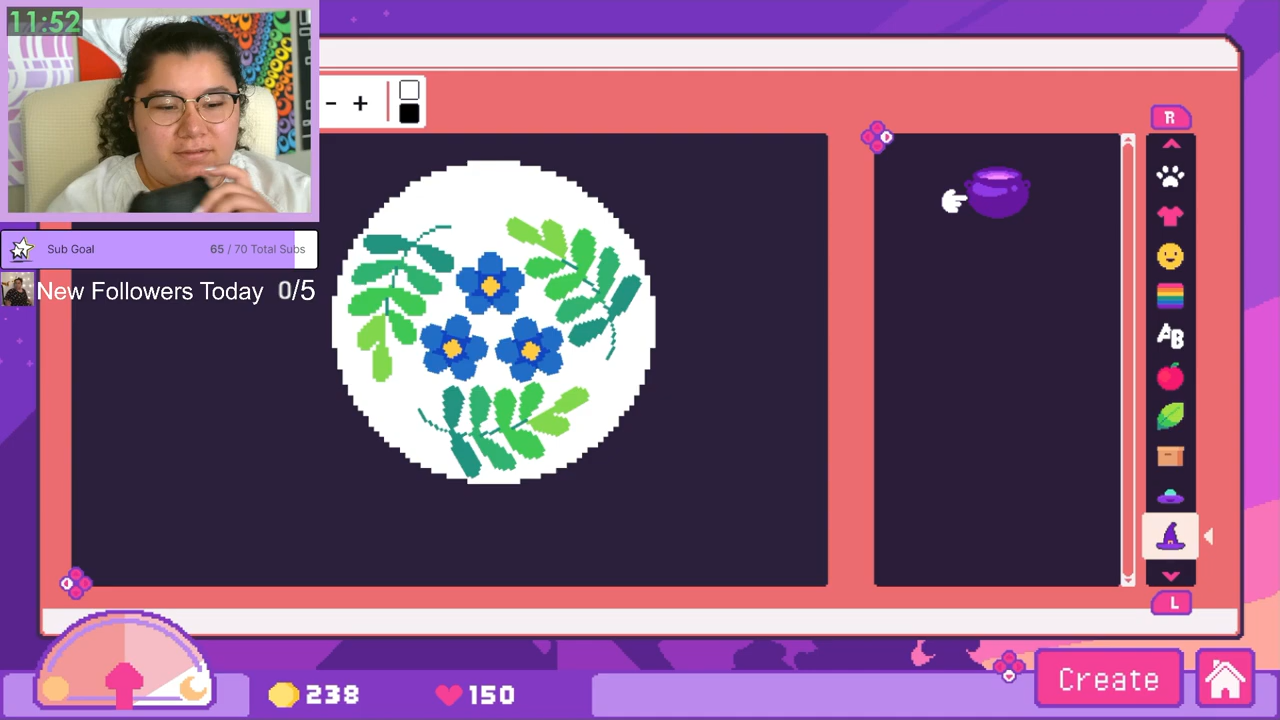 11:52
- +
R
Sub Goal 65 / 70 Total Subs
New Followers Today 0/5
AB
L
238 150 Create